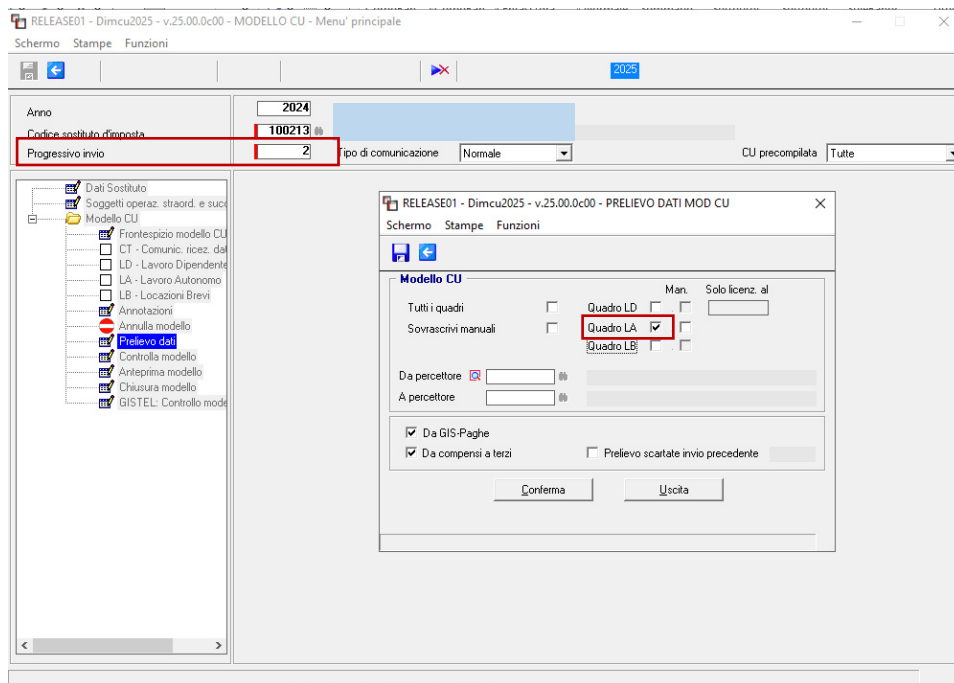 RELEASE01 - Dimcu2025 - v.25.00.0c00 - MODELLO CU - Menu' principale
Schermo Stampe Funzioni
2025
Anno 2024
Codice sostituto d'imposta 100213
Progressivo invio 2 Tipo di comunicazione Normale CU precompilata Tutte
Dati Sostituto
Soggetti operaz. straord. e succ
Modello CU
Frontespizio modello CU
CT - Comunic. ricez. dat
LD - Lavoro Dipendente
LA - Lavoro Autonomo
LB - Locazioni Brevi
Annotazioni
Annulla modello
Prelievo dati
Controlla modello
Anteprima modello
Chiusura modello
GISTEL: Controllo mode
RELEASE01 - Dimcu2025 - v.25.00.0c00 - PRELIEVO DATI MOD CU
Schermo Stampe Funzioni
Modello CU
Man. Solo licenz. al
Tutti i quadri Quadro LD
Sovrascrivi manuali Quadro LA
Quadro LB
Da percettore
A percettore
Da GIS-Paghe
Da compensi a terzi Prelievo scartate invio precedente
Conferma Uscita